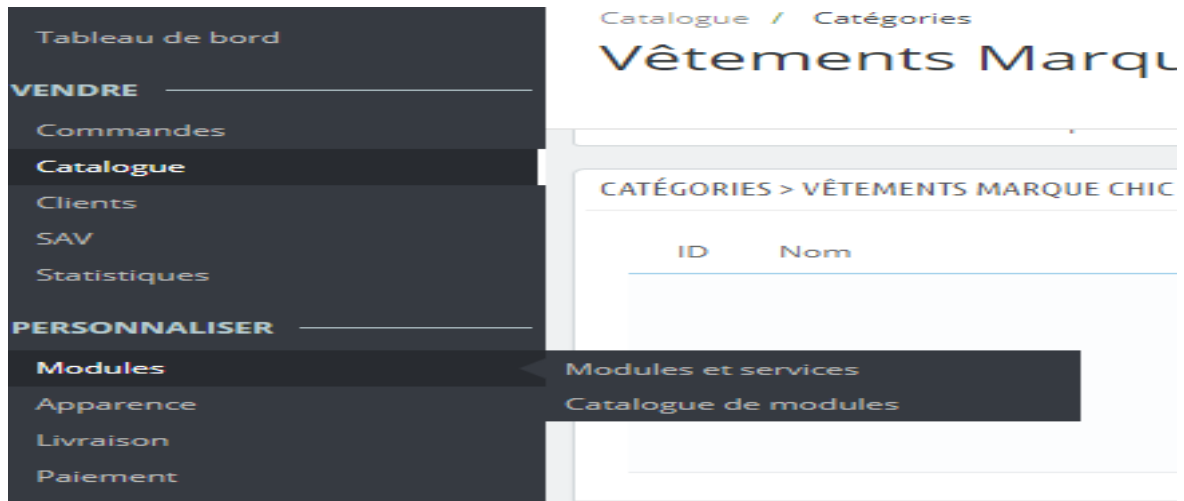 Tableau de bord
VENDRE
Commandes
Catalogue
Clients
SAV
Statistiques
PERSONNALISER
Modules
Apparence
Livraison
Paiement
Modules et services
Catalogue de modules
Catalogue / Catégories
Vêtements Marqu
CATÉGORIES > VÊTEMENTS MARQUE CHIC
ID Nom